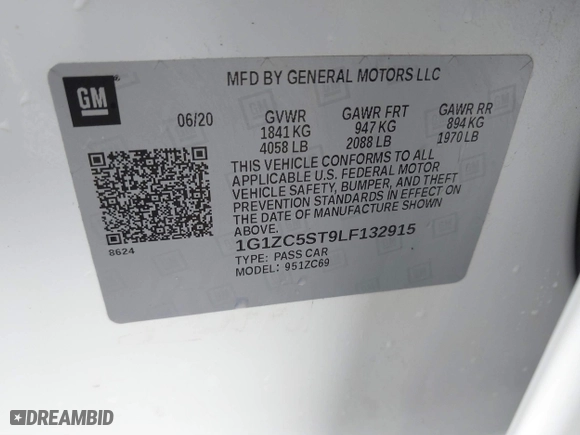 GM
MFD BY GENERAL MOTORS LLC
06/20 GVWR GAWR FRT GAWR RR
1841 KG 947 KG 894 KG
4058 LB 2088 LB 1970 LB
THIS VEHICLE CONFORMS TO ALL
APPLICABLE U.S. FEDERAL MOTOR
VEHICLE SAFETY, BUMPER, AND THEFT
PREVENTION STANDARDS IN EFFECT ON
THE DATE OF MANUFACTURE SHOWN
ABOVE.
1G1ZC5ST9LF132915
8624
TYPE: PASS CAR
MODEL: 951ZC69
DREAMBID